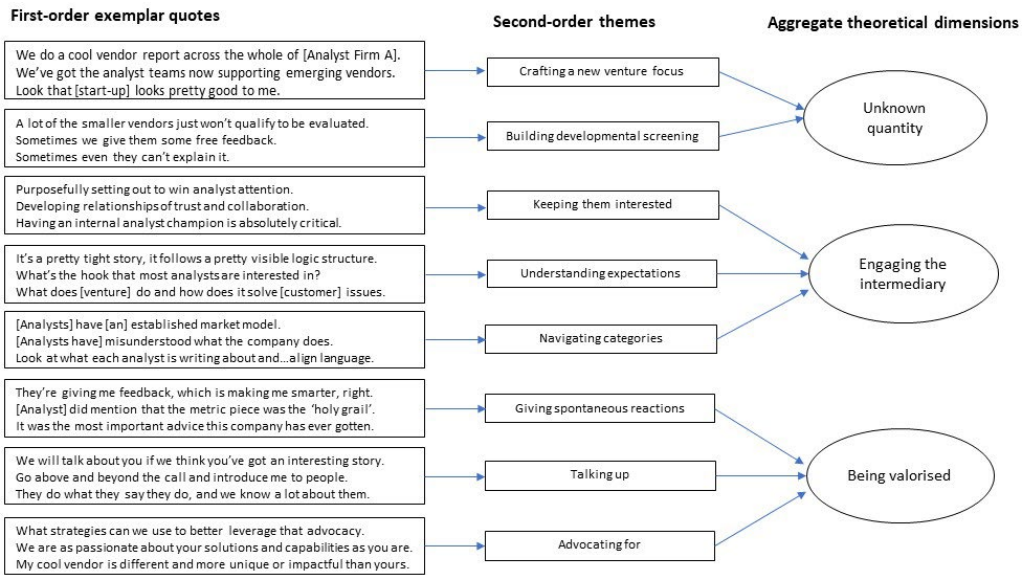 First-order exemplar quotes
Second-order themes
Aggregate theoretical dimensions
We do a cool vendor report across the whole of [Analyst Firm A].
We've got the analyst teams now supporting emerging vendors.
Look that [start-up] looks pretty good to me.
Crafting a new venture focus
A lot of the smaller vendors just won't qualify to be evaluated.
Sometimes we give them some free feedback.
Sometimes even they can't explain it.
Building developmental screening
Unknown
quantity
Purposefully setting out to win analyst attention.
Developing relationships of trust and collaboration.
Having an internal analyst champion is absolutely critical.
Keeping them interested
It's a pretty tight story, it follows a pretty visible logic structure.
What's the hook that most analysts are interested in?
What does [venture] do and how does it solve [customer] issues.
Understanding expectations
Engaging the
intermediary
[Analysts] have [an] established market model.
[Analysts have] misunderstood what the company does.
Look at what each analyst is writing about and...align language.
Navigating categories
They're giving me feedback, which is making me smarter, right.
[Analyst] did mention that the metric piece was the 'holy grail'.
It was the most important advice this company has ever gotten.
Giving spontaneous reactions
We will talk about you if we think you've got an interesting story.
Go above and beyond the call and introduce me to people.
They do what they say they do, and we know a lot about them.
Talking up
Being valorised
What strategies can we use to better leverage that advocacy.
We are as passionate about your solutions and capabilities as you are.
My cool vendor is different and more unique or impactful than yours.
Advocating for